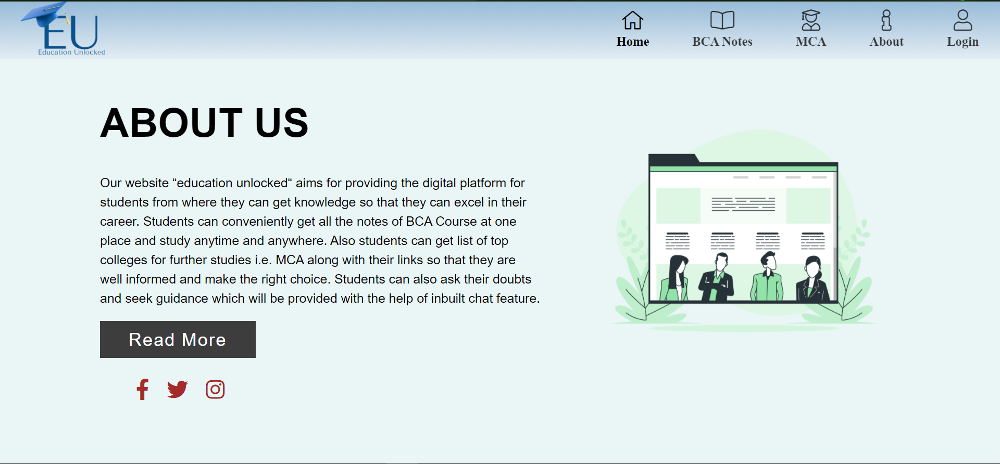 EU
Education Unlocked
Home
BCA Notes
MCA
About
Login
ABOUT US
Our website “education unlocked“ aims for providing the digital platform for
students from where they can get knowledge so that they can excel in their
career. Students can conveniently get all the notes of BCA Course at one
place and study anytime and anywhere. Also students can get list of top
colleges for further studies i.e. MCA along with their links so that they are
well informed and make the right choice. Students can also ask their doubts
and seek guidance which will be provided with the help of inbuilt chat feature.
Read More